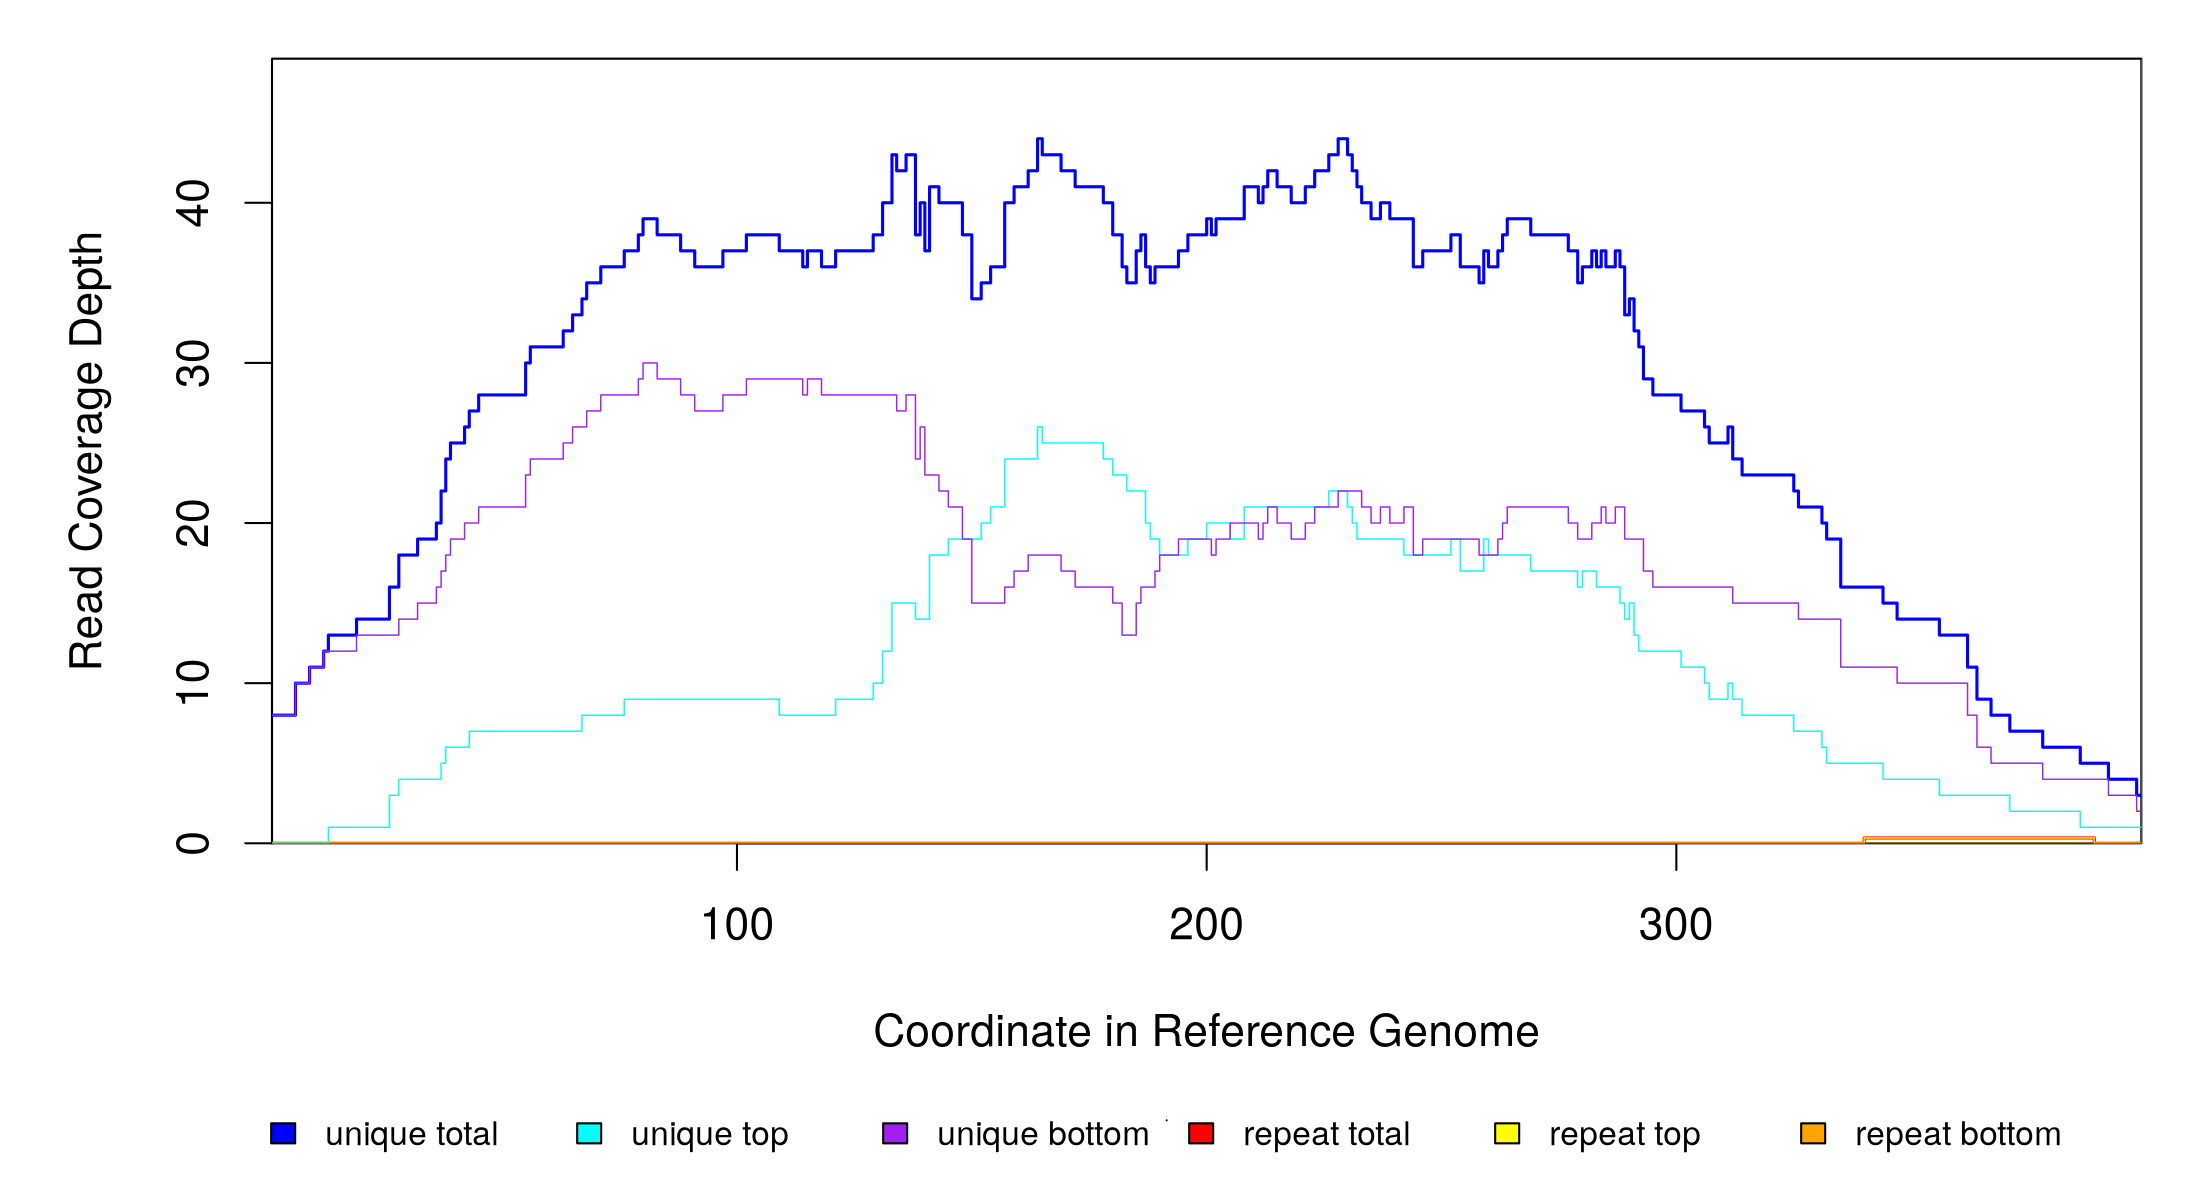 Read Coverage Depth
40
30
20
10
0
100 200 300
Coordinate in Reference Genome
unique total unique top unique bottom repeat total repeat top repeat bottom